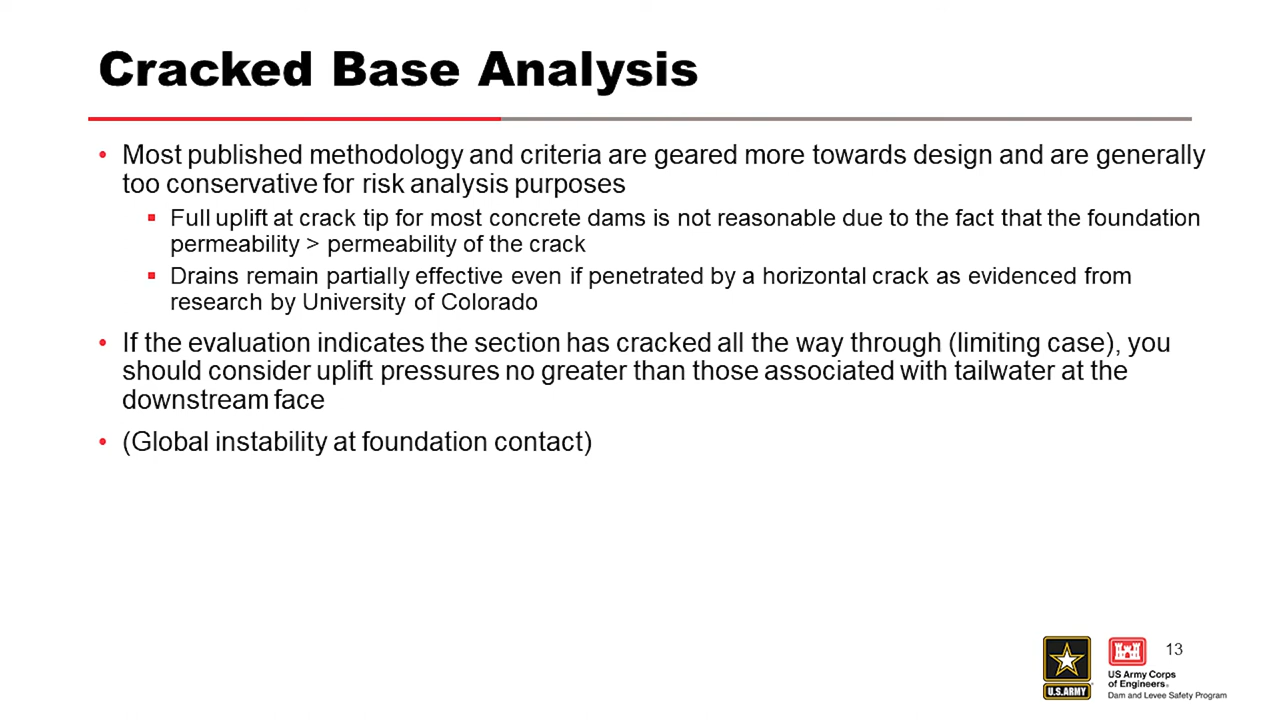 Cracked Base Analysis
• Most published methodology and criteria are geared more towards design and are generally
too conservative for risk analysis purposes
▪ Full uplift at crack tip for most concrete dams is not reasonable due to the fact that the foundation
permeability > permeability of the crack
▪ Drains remain partially effective even if penetrated by a horizontal crack as evidenced from
research by University of Colorado
• If the evaluation indicates the section has cracked all the way through (limiting case), you
should consider uplift pressures no greater than those associated with tailwater at the
downstream face
• (Global instability at foundation contact)
13
U.S.ARMY
US Army Corps
of Engineers®
Dam and Levee Safety Program